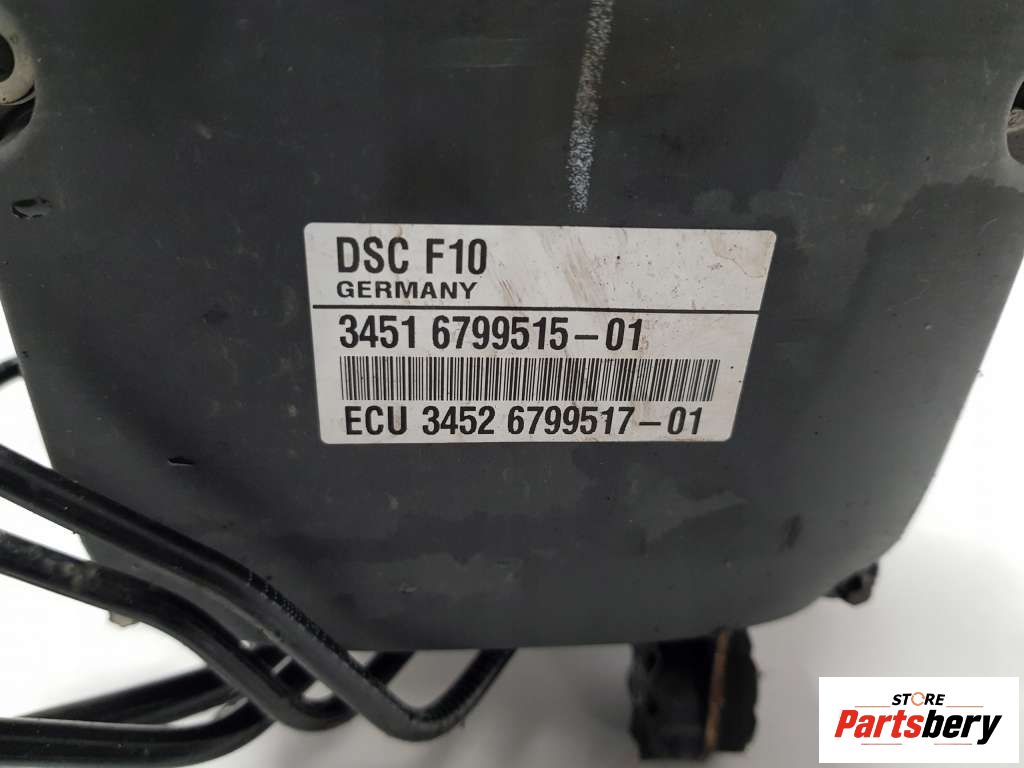 DSC F10
GERMANY
3451 6799515-01
ECU 3452 6799517-01
STORE
Partsbery